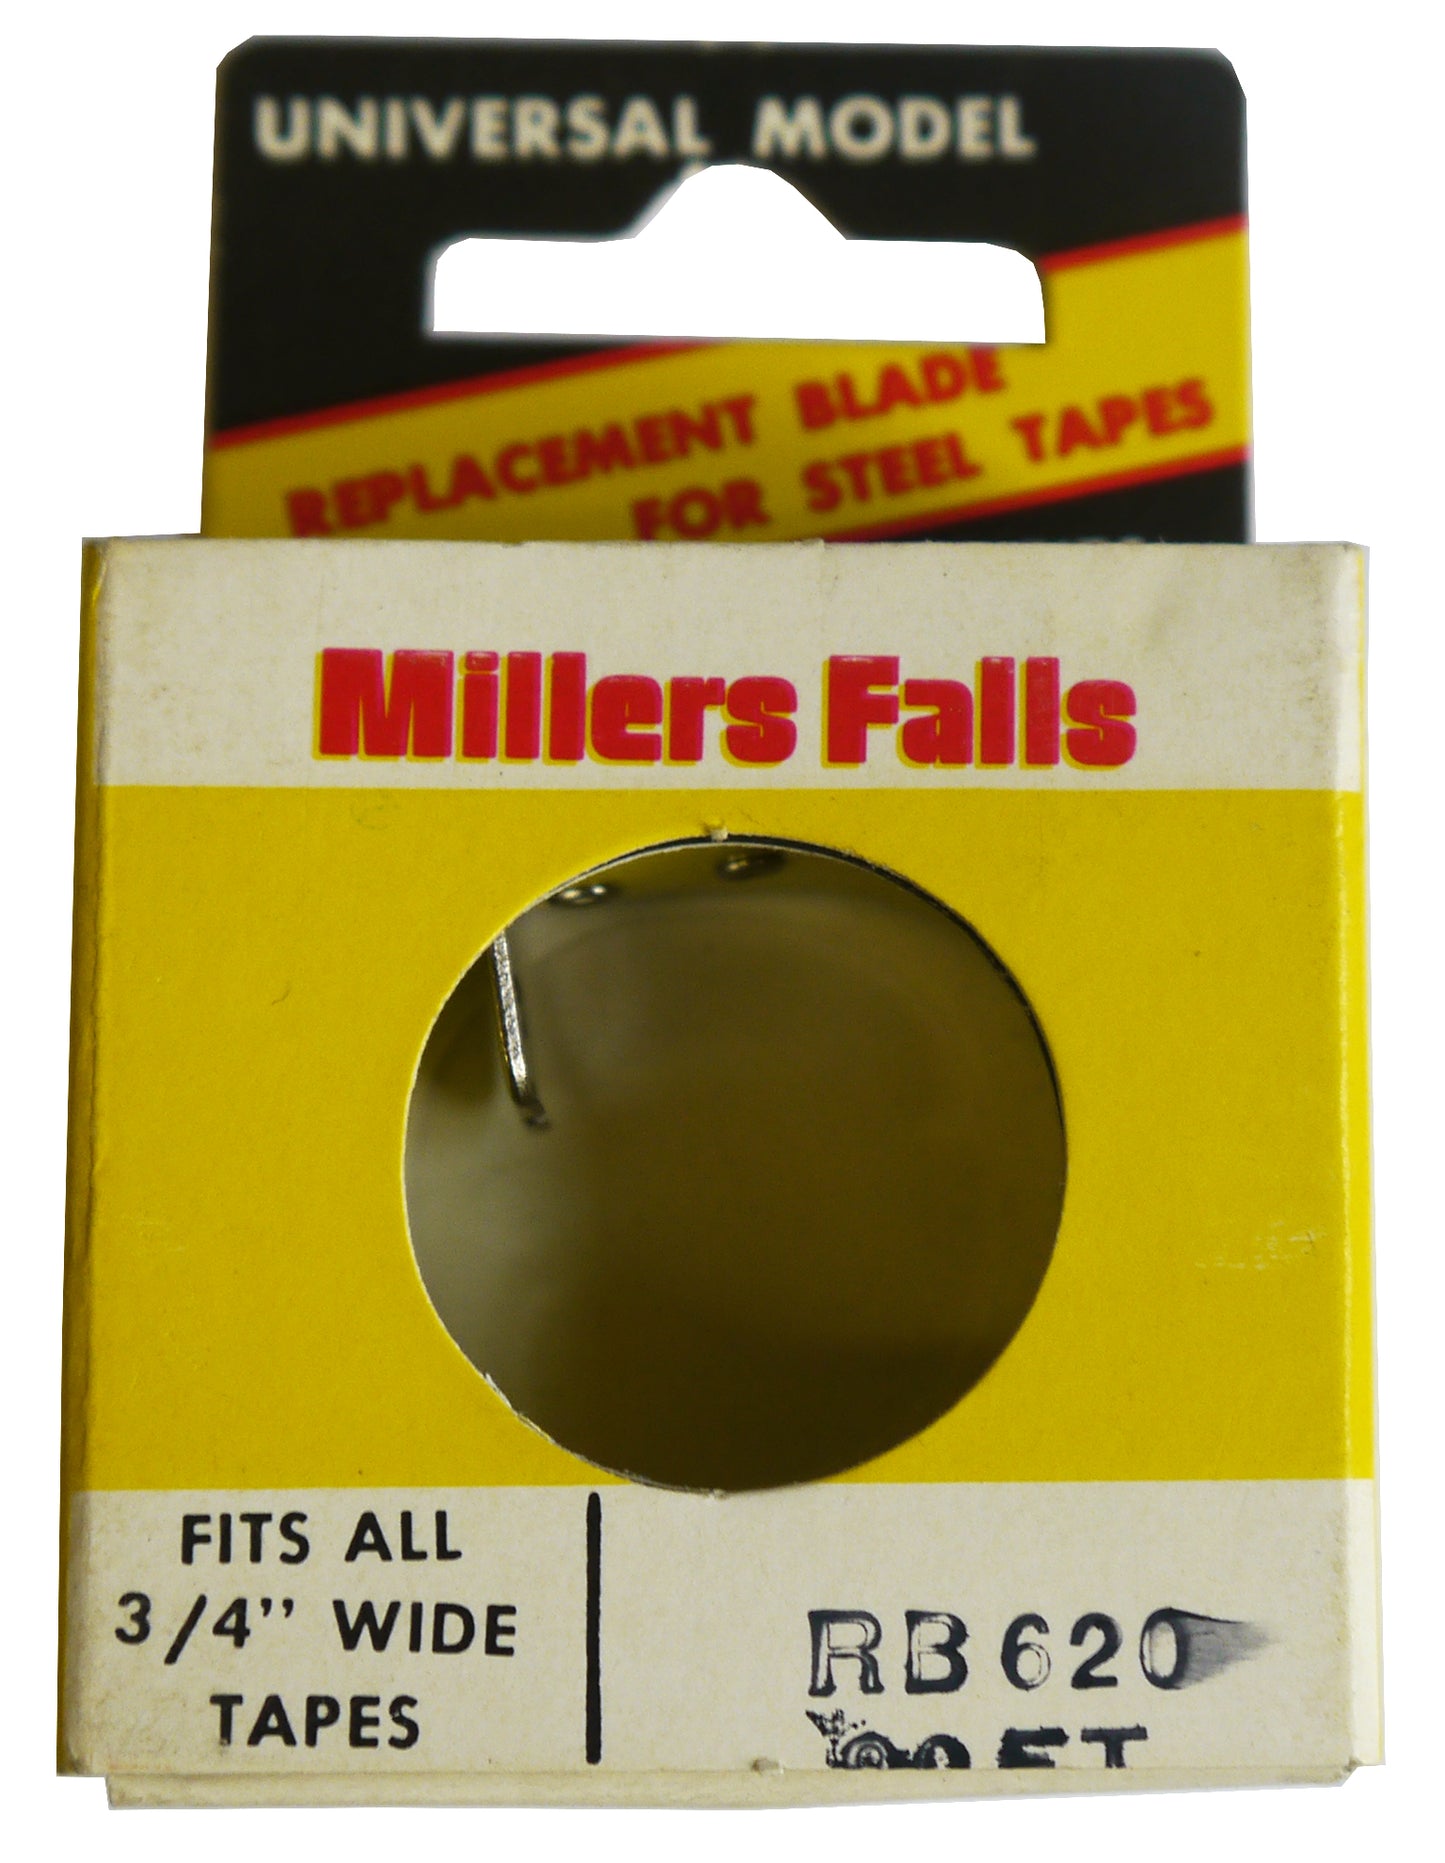 UNIVERSAL MODEL
REPLACEMENT BLADE
FOR STEEL TAPES
Millers Falls
FITS ALL
3/4" WIDE
TAPES
RB620